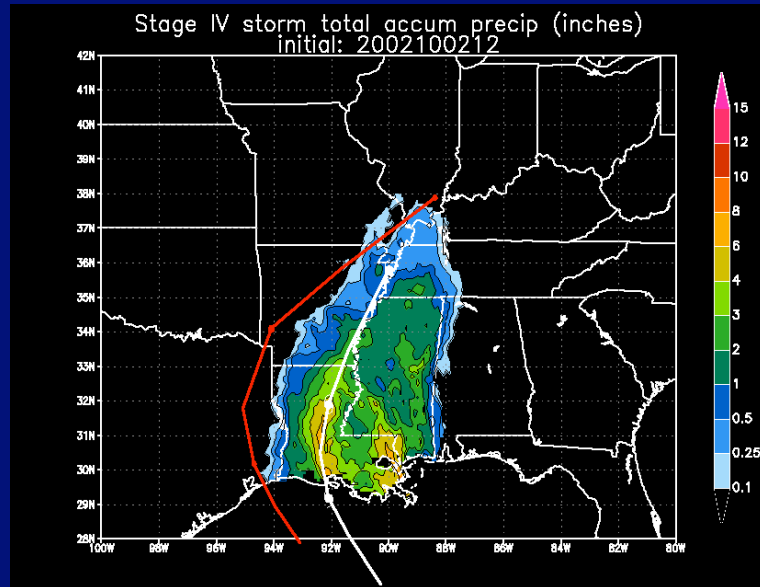 Stage IV storm total accum precip (inches)
initial: 2002100212
42N
41N
40N
39N
38N
37N
36N
35N
34N
33N
32N
31N
30N
29N
28N
100W 98W 96W 94W 92W 90W 88W 86W 84W 82W 80W
15
12
10
8
6
4
3
2
1
0.5
0.25
0.1